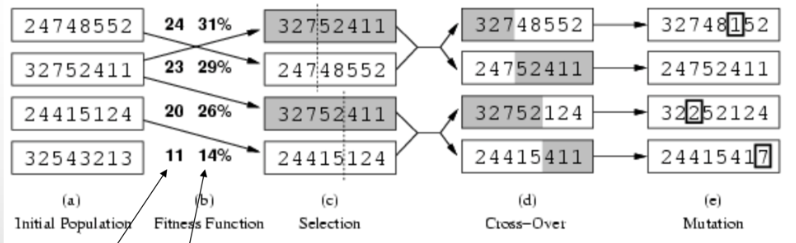 24748552 24 31% 32752411 32748552 32748152
32752411 23 29% 24748552 24752411 24752411
24415124 20 26% 32752411 32752124 32252124
32543213 11 14% 24415124 24415411 24415417
(a) (b) (c) (d) (e)
Initial Population Fitness Function Selection Cross-Over Mutation